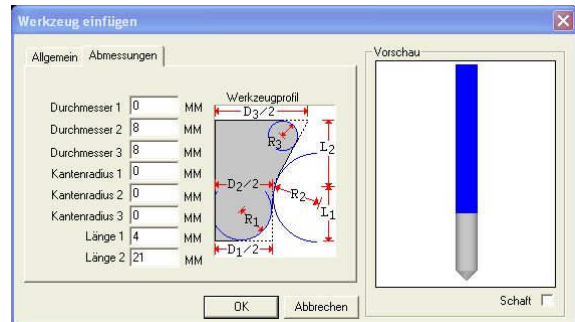 Werkzeug einfügen
Allgemein Abmessungen
Durchmesser 1 0 MM
Durchmesser 2 8 MM
Durchmesser 3 8 MM
Kantenradius 1 0 MM
Kantenradius 2 0 MM
Kantenradius 3 0 MM
Länge 1 4 MM
Länge 2 21 MM
Werkzeugprofil
D3/2
R3
L2
D2/2
R2
L1
R1
D1/2
OK Abbrechen
Vorschau
Schaft